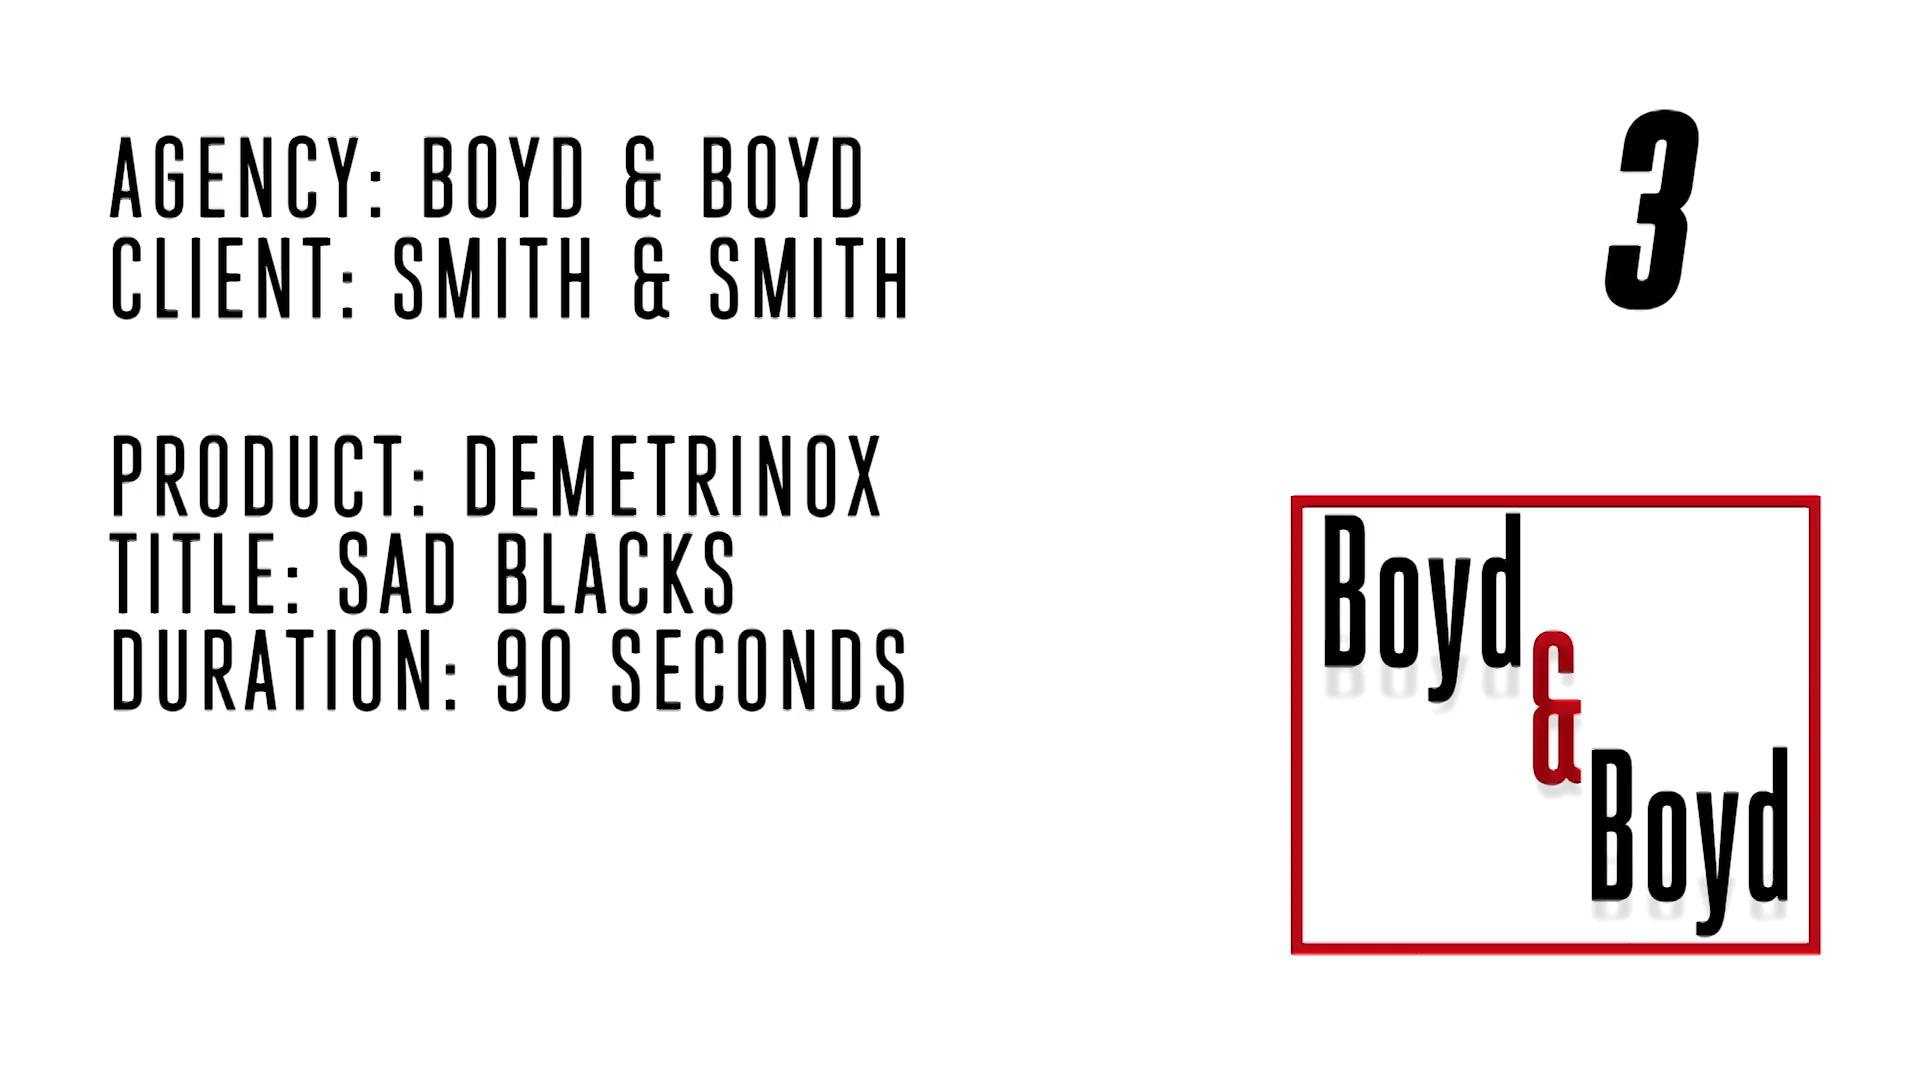 AGENCY: BOYD & BOYD
CLIENT: SMITH & SMITH
PRODUCT: DEMETRINOX
TITLE: SAD BLACKS
DURATION: 90 SECONDS
3
Boyd
&
Boyd